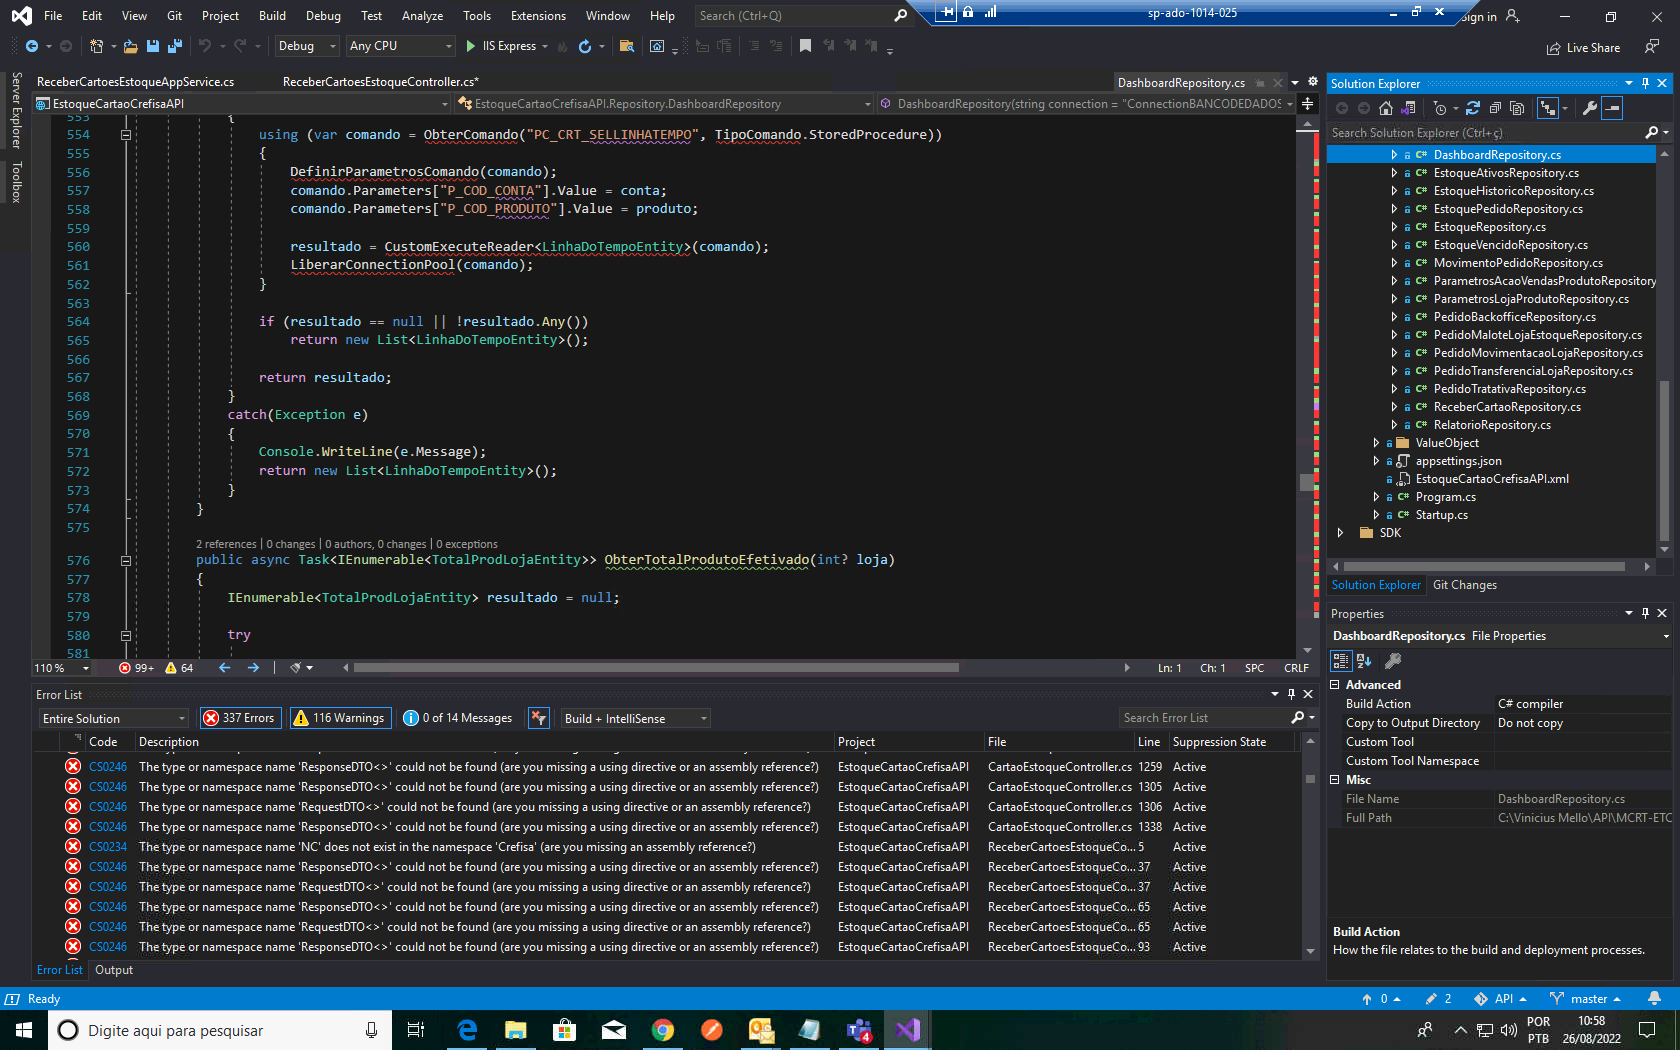 File Edit View Git Project Build Debug Test Analyze Tools Extensions Window Help Search (Ctrl+Q) sp-ado-1014-025 Sign in
Debug Any CPU IIS Express Live Share
Server Explorer
Toolbox
ReceberCartoesEstoqueAppService.cs ReceberCartoesEstoqueController.cs* DashboardRepository.cs
EstoqueCartaoCrefisaAPI EstoqueCartaoCrefisaAPI.Repository.DashboardRepository DashboardRepository(string connection = "ConnectionBANCODEDADOS
553 {
554 using (var comando = ObterComando("PC_CRT_SELLINHATEMPO", TipoComando.StoredProcedure))
555 {
556 DefinirParametrosComando(comando);
557 comando.Parameters["P_COD_CONTA"].Value = conta;
558 comando.Parameters["P_COD_PRODUTO"].Value = produto;
559
560 resultado = CustomExecuteReader<LinhaDoTempoEntity>(comando);
561 LiberarConnectionPool(comando);
562 }
563
564 if (resultado == null || !resultado.Any())
565 return new List<LinhaDoTempoEntity>();
566
567 return resultado;
568 }
569 catch(Exception e)
570 {
571 Console.WriteLine(e.Message);
572 return new List<LinhaDoTempoEntity>();
573 }
574 }
575
2 references | 0 changes | 0 authors, 0 changes | 0 exceptions
576 public async Task<IEnumerable<TotalProdLojaEntity>> ObterTotalProdutoEfetivado(int? loja)
577 {
578 IEnumerable<TotalProdLojaEntity> resultado = null;
579
580 try
581
110 % 99+ 64 Ln: 1 Ch: 1 SPC CRLF
Error List
Entire Solution 337 Errors 116 Warnings 0 of 14 Messages Build + IntelliSense Search Error List
Code Description Project File Line Suppression State
CS0246 The type or namespace name 'ResponseDTO<>' could not be found (are you missing a using directive or an assembly reference?) EstoqueCartaoCrefisaAPI CartaoEstoqueController.cs 1259 Active
CS0246 The type or namespace name 'ResponseDTO<>' could not be found (are you missing a using directive or an assembly reference?) EstoqueCartaoCrefisaAPI CartaoEstoqueController.cs 1305 Active
CS0246 The type or namespace name 'RequestDTO<>' could not be found (are you missing a using directive or an assembly reference?) EstoqueCartaoCrefisaAPI CartaoEstoqueController.cs 1306 Active
CS0246 The type or namespace name 'ResponseDTO<>' could not be found (are you missing a using directive or an assembly reference?) EstoqueCartaoCrefisaAPI CartaoEstoqueController.cs 1338 Active
CS0234 The type or namespace name 'NC' does not exist in the namespace 'Crefisa' (are you missing an assembly reference?) EstoqueCartaoCrefisaAPI ReceberCartoesEstoqueCo... 5 Active
CS0246 The type or namespace name 'ResponseDTO<>' could not be found (are you missing a using directive or an assembly reference?) EstoqueCartaoCrefisaAPI ReceberCartoesEstoqueCo... 37 Active
CS0246 The type or namespace name 'RequestDTO<>' could not be found (are you missing a using directive or an assembly reference?) EstoqueCartaoCrefisaAPI ReceberCartoesEstoqueCo... 37 Active
CS0246 The type or namespace name 'ResponseDTO<>' could not be found (are you missing a using directive or an assembly reference?) EstoqueCartaoCrefisaAPI ReceberCartoesEstoqueCo... 65 Active
CS0246 The type or namespace name 'RequestDTO<>' could not be found (are you missing a using directive or an assembly reference?) EstoqueCartaoCrefisaAPI ReceberCartoesEstoqueCo... 65 Active
CS0246 The type or namespace name 'ResponseDTO<>' could not be found (are you missing a using directive or an assembly reference?) EstoqueCartaoCrefisaAPI ReceberCartoesEstoqueCo... 93 Active
Error List Output
Solution Explorer
Search Solution Explorer (Ctrl+ç)
DashboardRepository.cs
EstoqueAtivosRepository.cs
EstoqueHistoricoRepository.cs
EstoquePedidoRepository.cs
EstoqueRepository.cs
EstoqueVencidoRepository.cs
MovimentoPedidoRepository.cs
ParametrosAcaoVendasProdutoRepository
ParametrosLojaProdutoRepository.cs
PedidoBackofficeRepository.cs
PedidoMaloteLojaEstoqueRepository.cs
PedidoMovimentacaoLojaRepository.cs
PedidoTransferenciaLojaRepository.cs
PedidoTratativaRepository.cs
ReceberCartaoRepository.cs
RelatorioRepository.cs
ValueObject
appsettings.json
EstoqueCartaoCrefisaAPI.xml
Program.cs
Startup.cs
SDK
Solution Explorer Git Changes
Properties
DashboardRepository.cs File Properties
Advanced
Build Action C# compiler
Copy to Output Directory Do not copy
Custom Tool
Custom Tool Namespace
Misc
File Name DashboardRepository.cs
Full Path C:\Vinicius Mello\API\MCRT-ETC
Build Action
How the file relates to the build and deployment processes.
Ready 0 2 API master
Digite aqui para pesquisar 4 POR PTB 10:58 26/08/2022